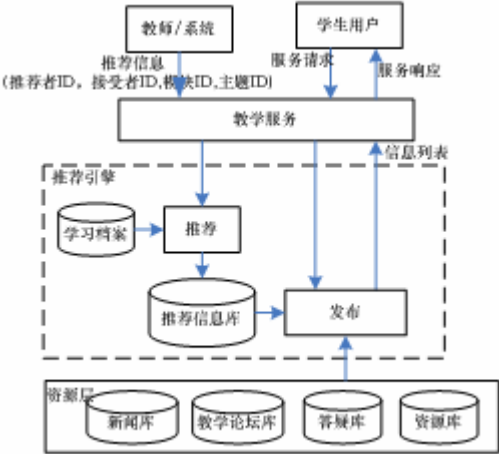 教师/系统
学生用户
推荐信息
(推荐者ID，接受者ID,模块ID,主题ID)
服务请求
服务响应
教学服务
信息列表
推荐引擎
学习档案
推荐
推荐信息库
发布
资源层
新闻库
教学论坛库
答疑库
资源库